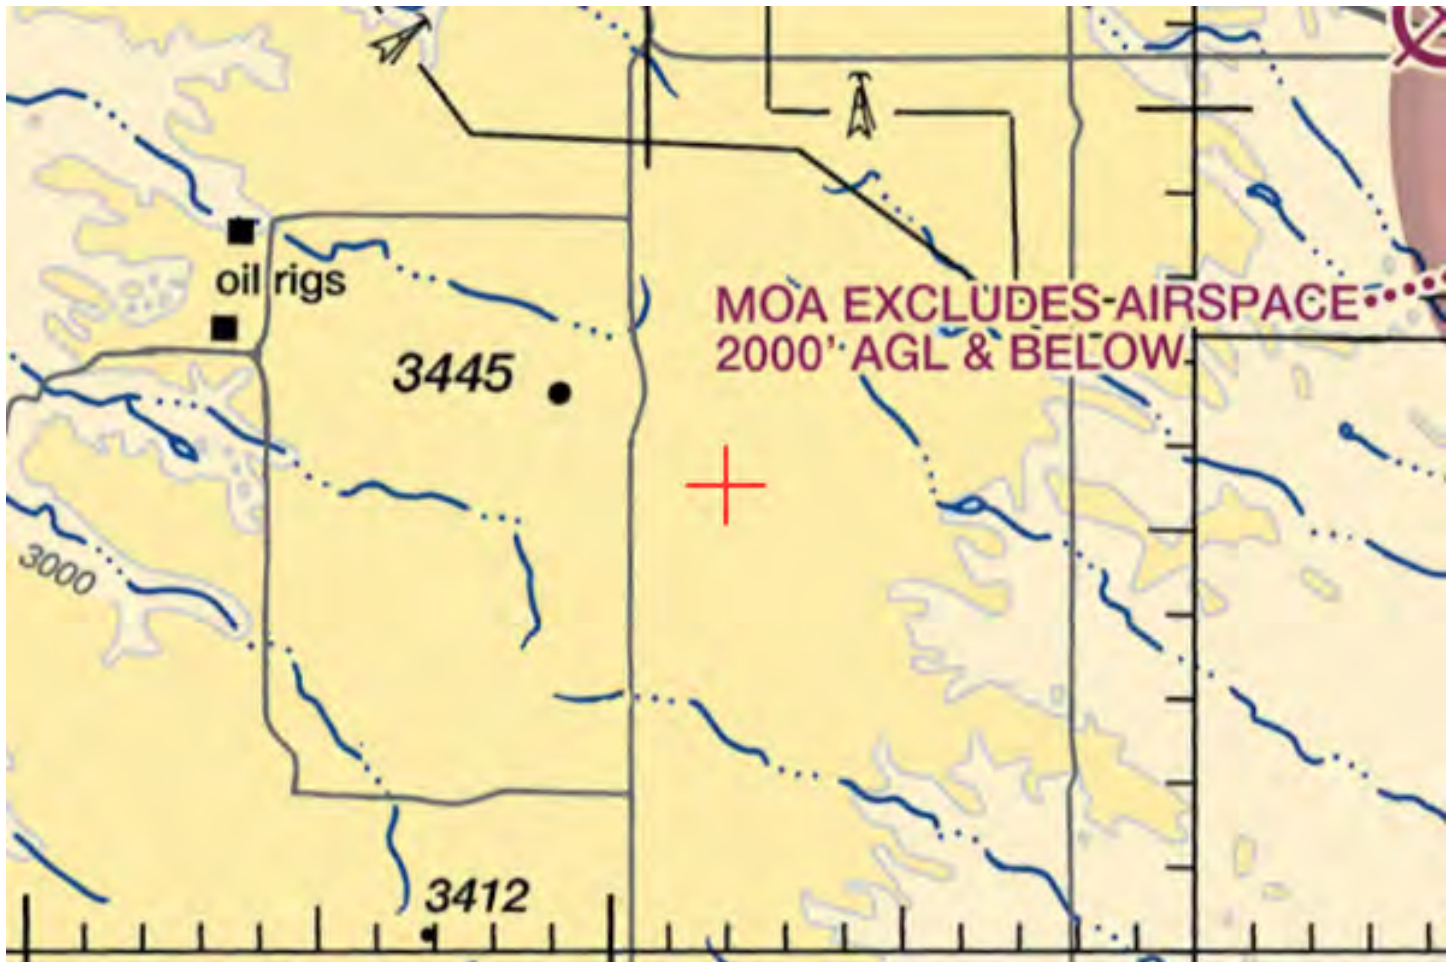 oil rigs
MOA EXCLUDES AIRSPACE
2000' AGL & BELOW
3445
3000
3412